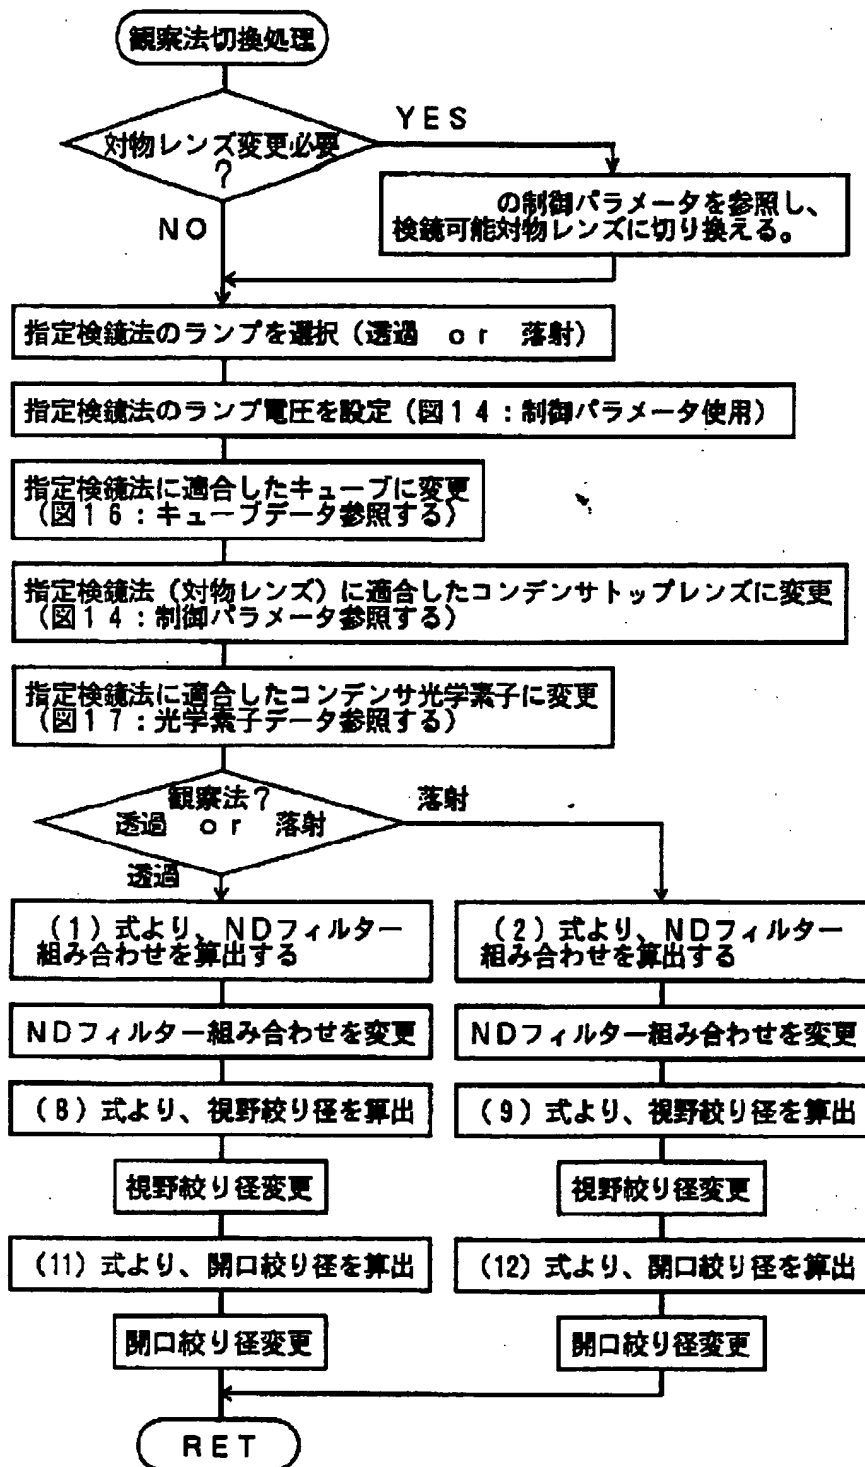 観察法切換処理
対物レンズ変更必要
?
YES
NO
の制御パラメータを参照し、
検鏡可能対物レンズに切り換える。
指定検鏡法のランプを選択(透過 or 落射)
指定検鏡法のランプ電圧を設定(図14:制御パラメータ使用)
指定検鏡法に適合したキューブに変更
(図16:キューブデータ参照する)
指定検鏡法(対物レンズ)に適合したコンデンサトップレンズに変更
(図14:制御パラメータ参照する)
指定検鏡法に適合したコンデンサ光学素子に変更
(図17:光学素子データ参照する)
観察法?
透過 or 落射
落射
透過
(1)式より、NDフィルター
組み合わせを算出する
NDフィルター組み合わせを変更
(8)式より、視野絞り径を算出
視野絞り径変更
(11)式より、開口絞り径を算出
開口絞り径変更
(2)式より、NDフィルター
組み合わせを算出する
NDフィルター組み合わせを変更
(9)式より、視野絞り径を算出
視野絞り径変更
(12)式より、開口絞り径を算出
開口絞り径変更
RET